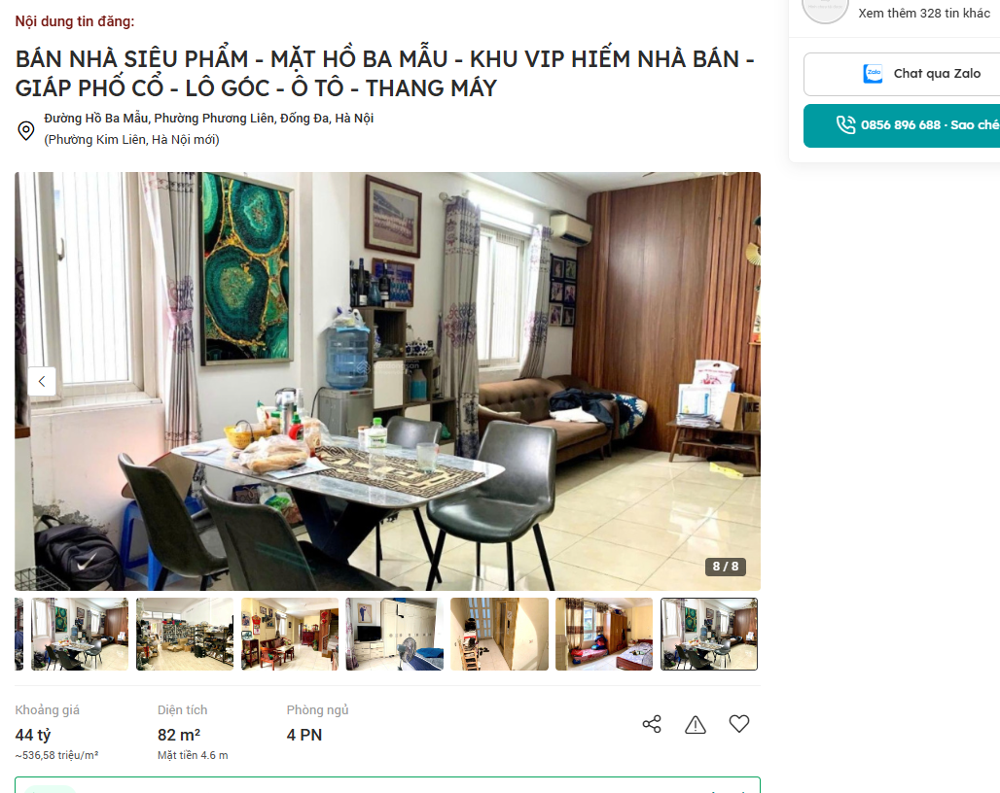 Nội dung tin đăng:
Xem thêm 328 tin khác
BÁN NHÀ SIÊU PHẨM - MẶT HỒ BA MẪU - KHU VIP HIẾM NHÀ BÁN -
GIÁP PHỐ CỔ - LÔ GÓC - Ô TÔ - THANG MÁY
Zalo
Chat qua Zalo
Đường Hồ Ba Mẫu, Phường Phương Liên, Đống Đa, Hà Nội
(Phường Kim Liên, Hà Nội mới)
0856 896 688 · Sao ché
8 / 8
Khoảng giá
Diện tích
Phòng ngủ
44 tỷ
82 m²
4 PN
~536,58 triệu/m²
Mặt tiền 4.6 m